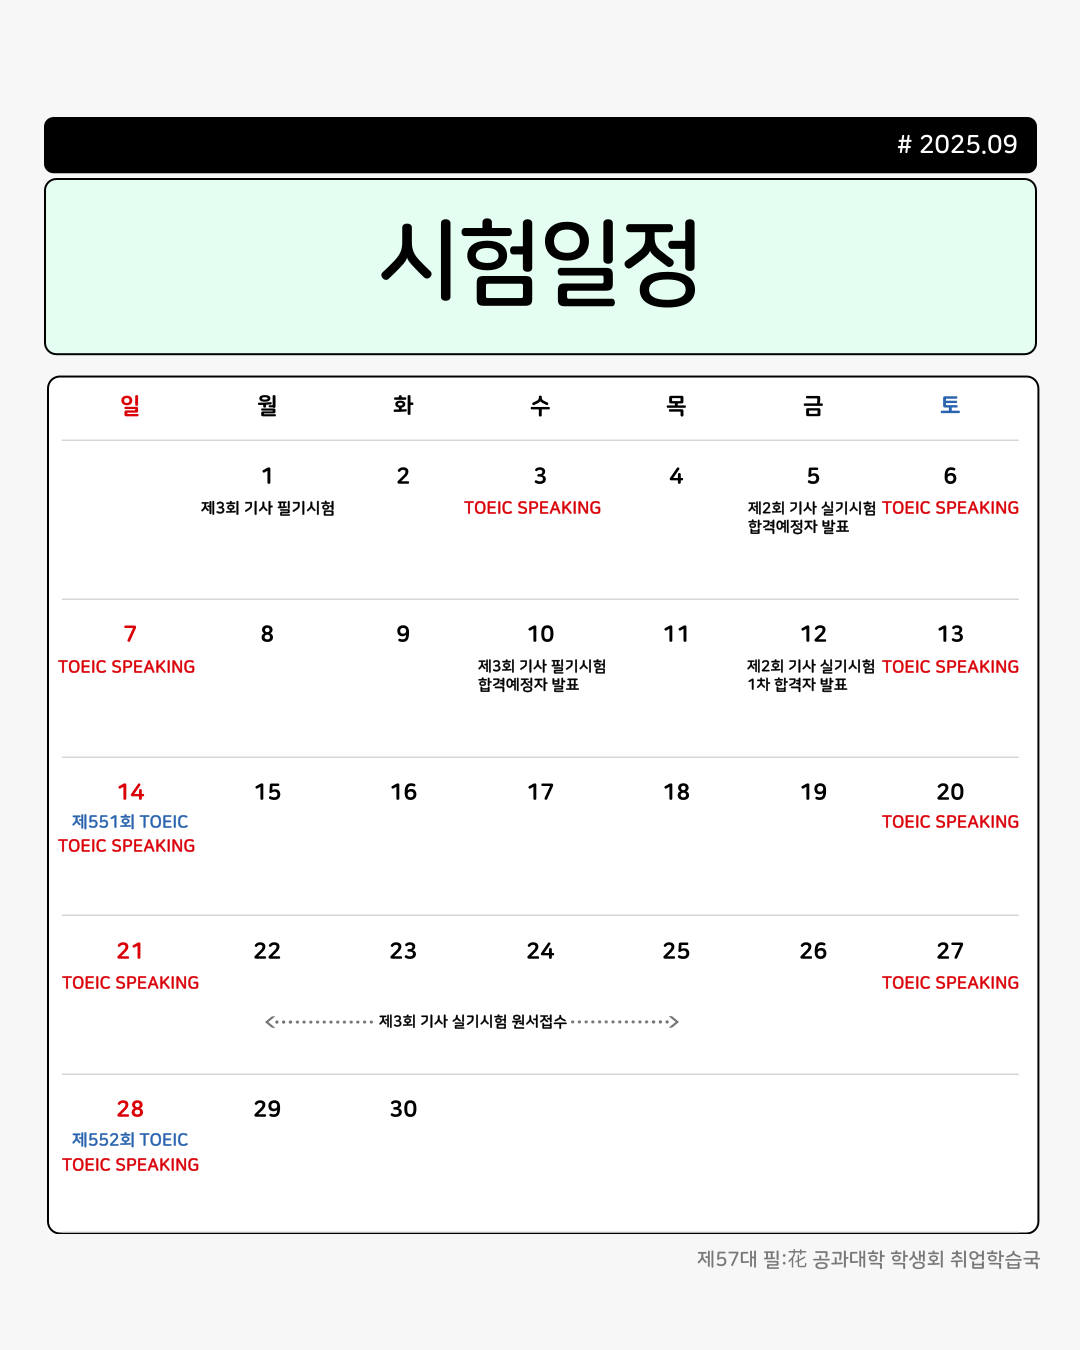 # 2025.09
시험일정
일 월 화 수 목 금 토
1 2 3 4 5 6
제3회 기사 필기시험 TOEIC SPEAKING 제2회 기사 실기시험 TOEIC SPEAKING
합격예정자 발표
7 8 9 10 11 12 13
TOEIC SPEAKING 제3회 기사 필기시험 제2회 기사 실기시험 TOEIC SPEAKING
합격예정자 발표 1차 합격자 발표
14 15 16 17 18 19 20
제551회 TOEIC TOEIC SPEAKING
TOEIC SPEAKING
21 22 23 24 25 26 27
TOEIC SPEAKING TOEIC SPEAKING
제3회 기사 실기시험 원서접수
28 29 30
제552회 TOEIC
TOEIC SPEAKING
제57대 필:花 공과대학 학생회 취업학습국